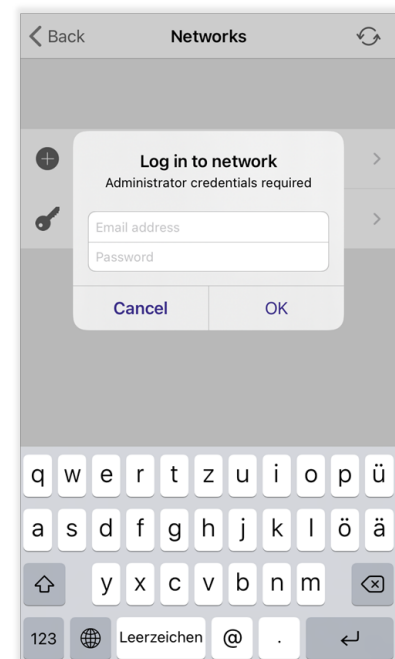 Back Networks
Log in to network
Administrator credentials required
Email address
Password
Cancel OK
q w e r t z u i o p ü
a s d f g h j k l ö ä
y x c v b n m
123 Leerzeichen @ .